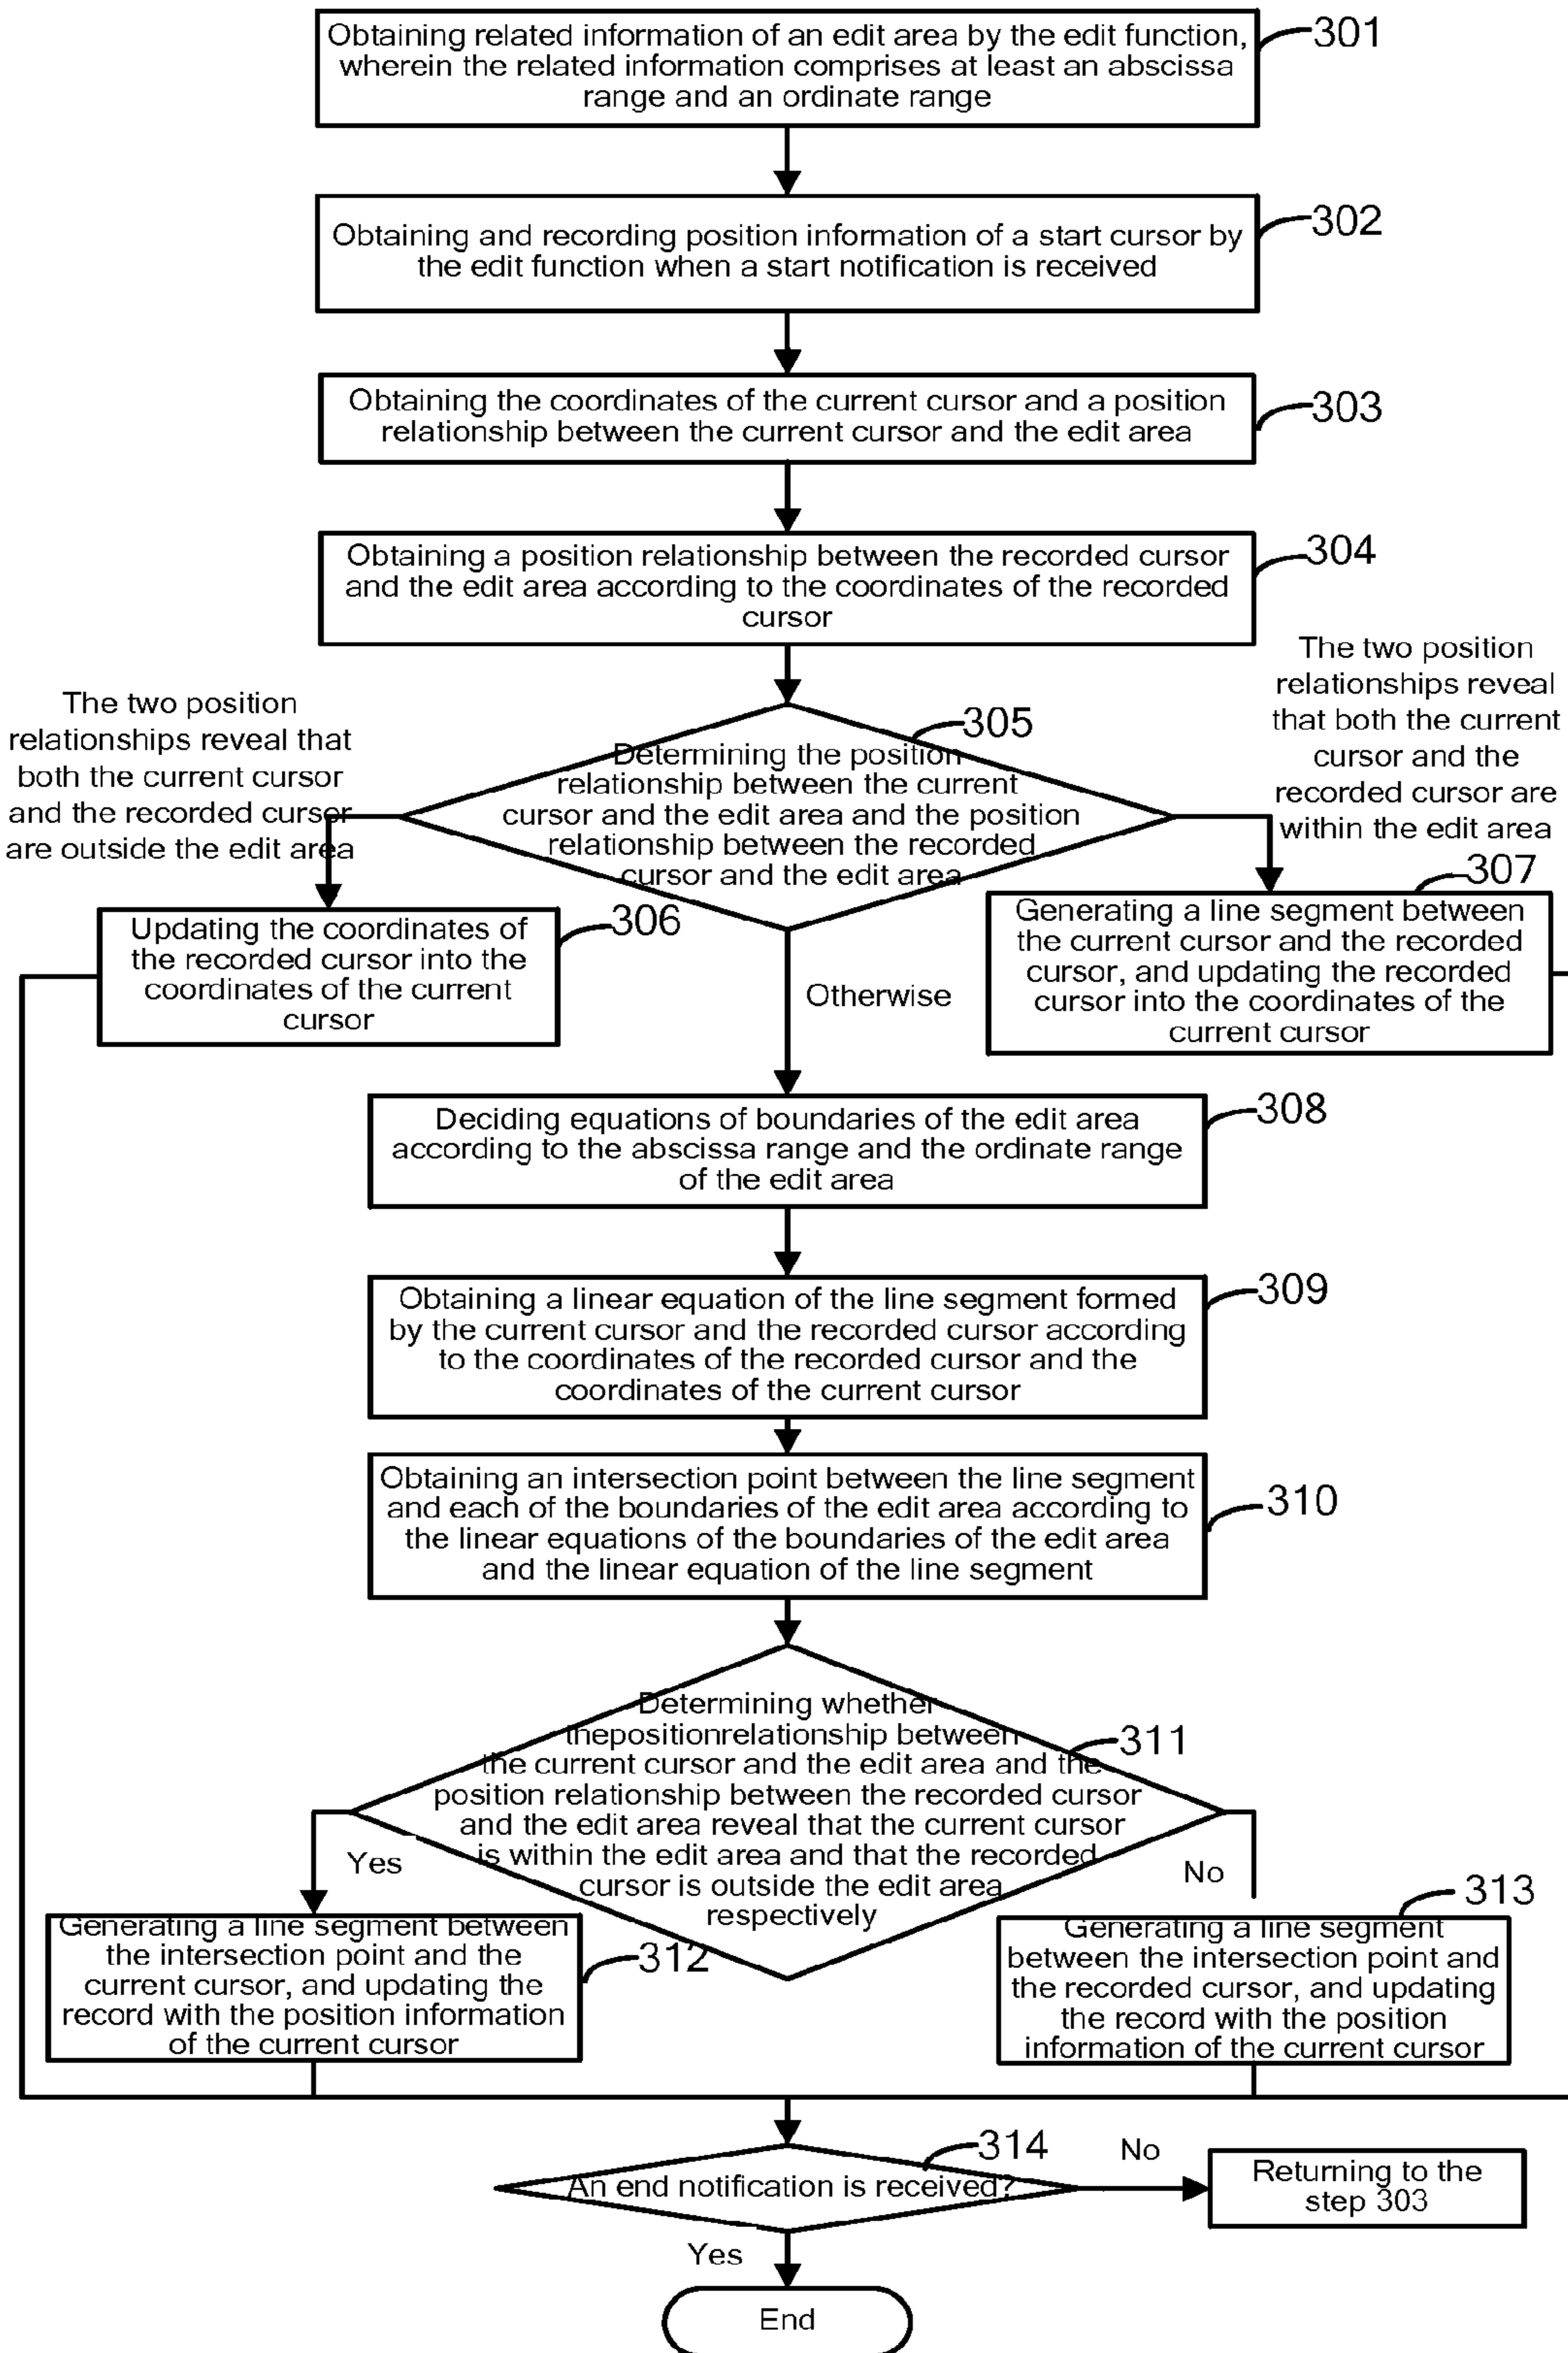 Obtaining related information of an edit area by the edit function,
wherein the related information comprises at least an abscissa
range and an ordinate range
301
Obtaining and recording position information of a start cursor by
the edit function when a start notification is received
302
Obtaining the coordinates of the current cursor and a position
relationship between the current cursor and the edit area
303
Obtaining a position relationship between the recorded cursor
and the edit area according to the coordinates of the recorded
cursor
304
The two position
relationships reveal that
both the current cursor
and the recorded cursor
are outside the edit area
305
Determining the position
relationship between the current
cursor and the edit area and the position
relationship between the recorded
cursor and the edit area
The two position
relationships reveal
that both the current
cursor and the
recorded cursor are
within the edit area
Updating the coordinates of
the recorded cursor into the
coordinates of the current
cursor
306
Otherwise
307
Generating a line segment between
the current cursor and the recorded
cursor, and updating the recorded
cursor into the coordinates of the
current cursor
Deciding equations of boundaries of the edit area
according to the abscissa range and the ordinate range
of the edit area
308
Obtaining a linear equation of the line segment formed
by the current cursor and the recorded cursor according
to the coordinates of the recorded cursor and the
coordinates of the current cursor
309
Obtaining an intersection point between the line segment
and each of the boundaries of the edit area according to
the linear equations of the boundaries of the edit area
and the linear equation of the line segment
310
Determining whether
thepositionrelationship between
the current cursor and the edit area and the
position relationship between the recorded cursor
and the edit area reveal that the current cursor
is within the edit area and that the recorded
cursor is outside the edit area
respectively
311
Yes
No
Generating a line segment between
the intersection point and the
current cursor, and updating the
record with the position information
of the current cursor
312
313
Generating a line segment
between the intersection point and
the recorded cursor, and updating
the record with the position
information of the current cursor
An end notification is received?
314
No
Returning to the
step 303
Yes
End